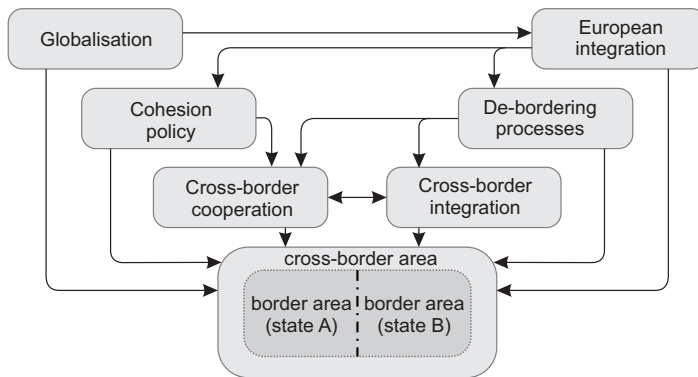 Globalisation
European
integration
Cohesion
policy
De-bordering
processes
Cross-border
cooperation
Cross-border
integration
cross-border area
border area
(state A)
border area
(state B)